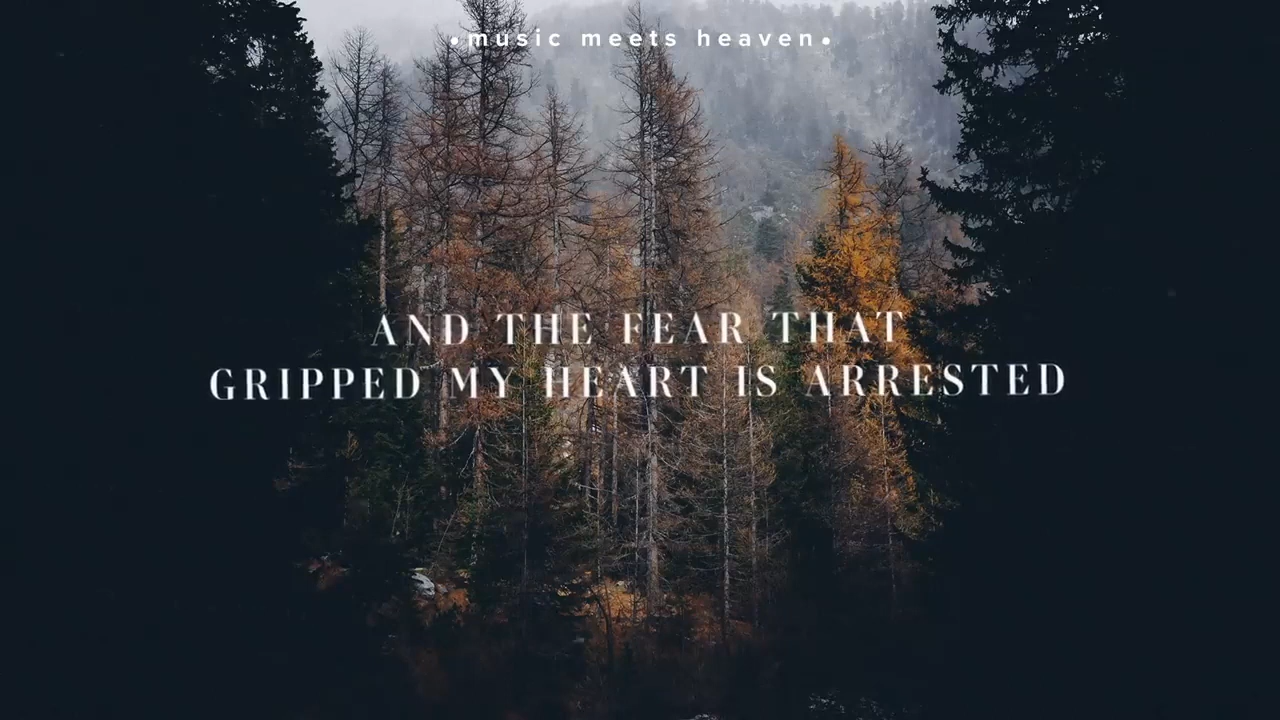 •music meets heaven•
AND THE FEAR THAT
GRIPPED MY HEART IS ARRESTED